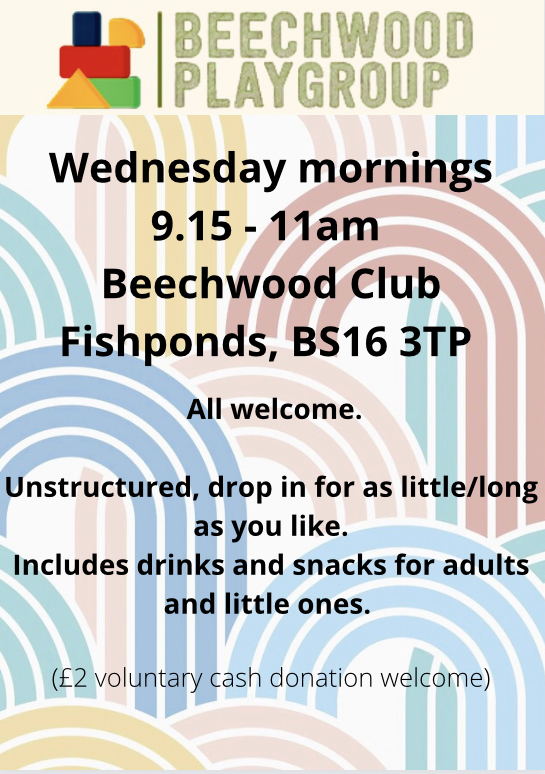 BEECHWOOD
PLAYGROUP
Wednesday mornings
9.15 - 11am
Beechwood Club
Fishponds, BS16 3TP
All welcome.
Unstructured, drop in for as little/long
as you like.
Includes drinks and snacks for adults
and little ones.
(£2 voluntary cash donation welcome)